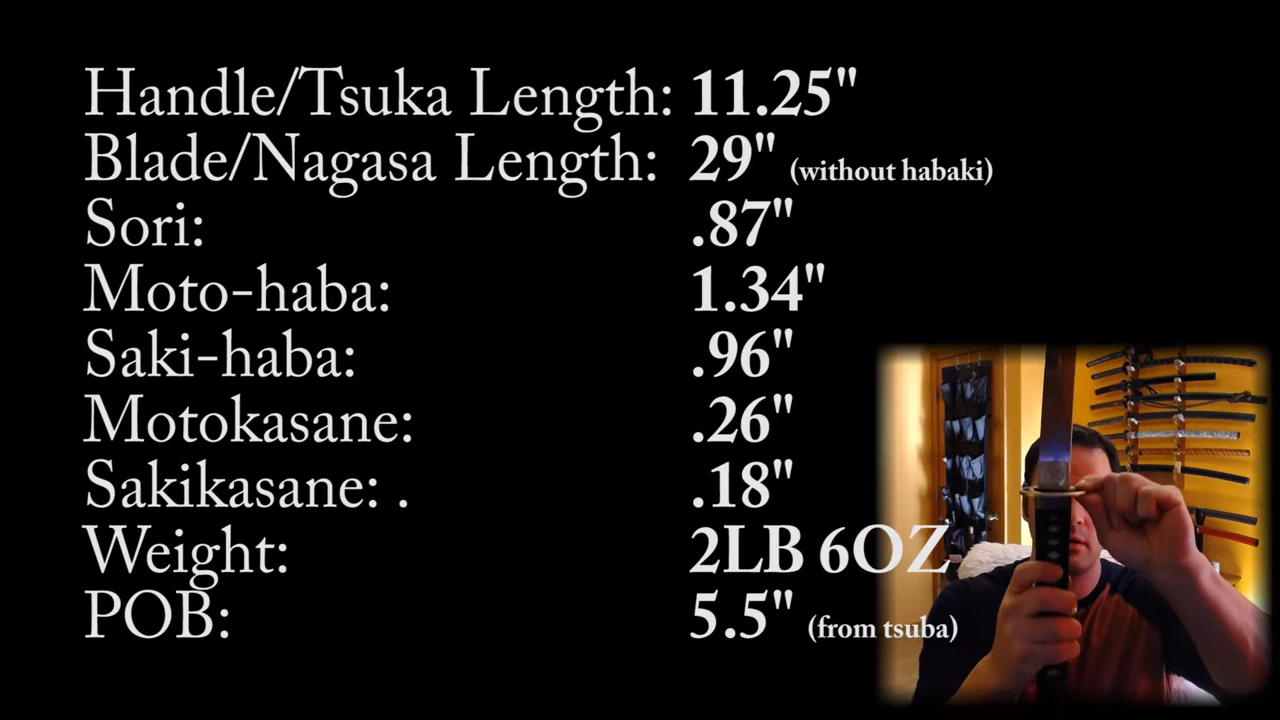 Handle/Tsuka Length: 11.25"
Blade/Nagasa Length: 29" (without habaki)
Sori: .87"
Moto-haba: 1.34"
Saki-haba: .96"
Motokasane: .26"
Sakikasane: . .18"
Weight: 2LB 6OZ
POB: 5.5" (from tsuba)